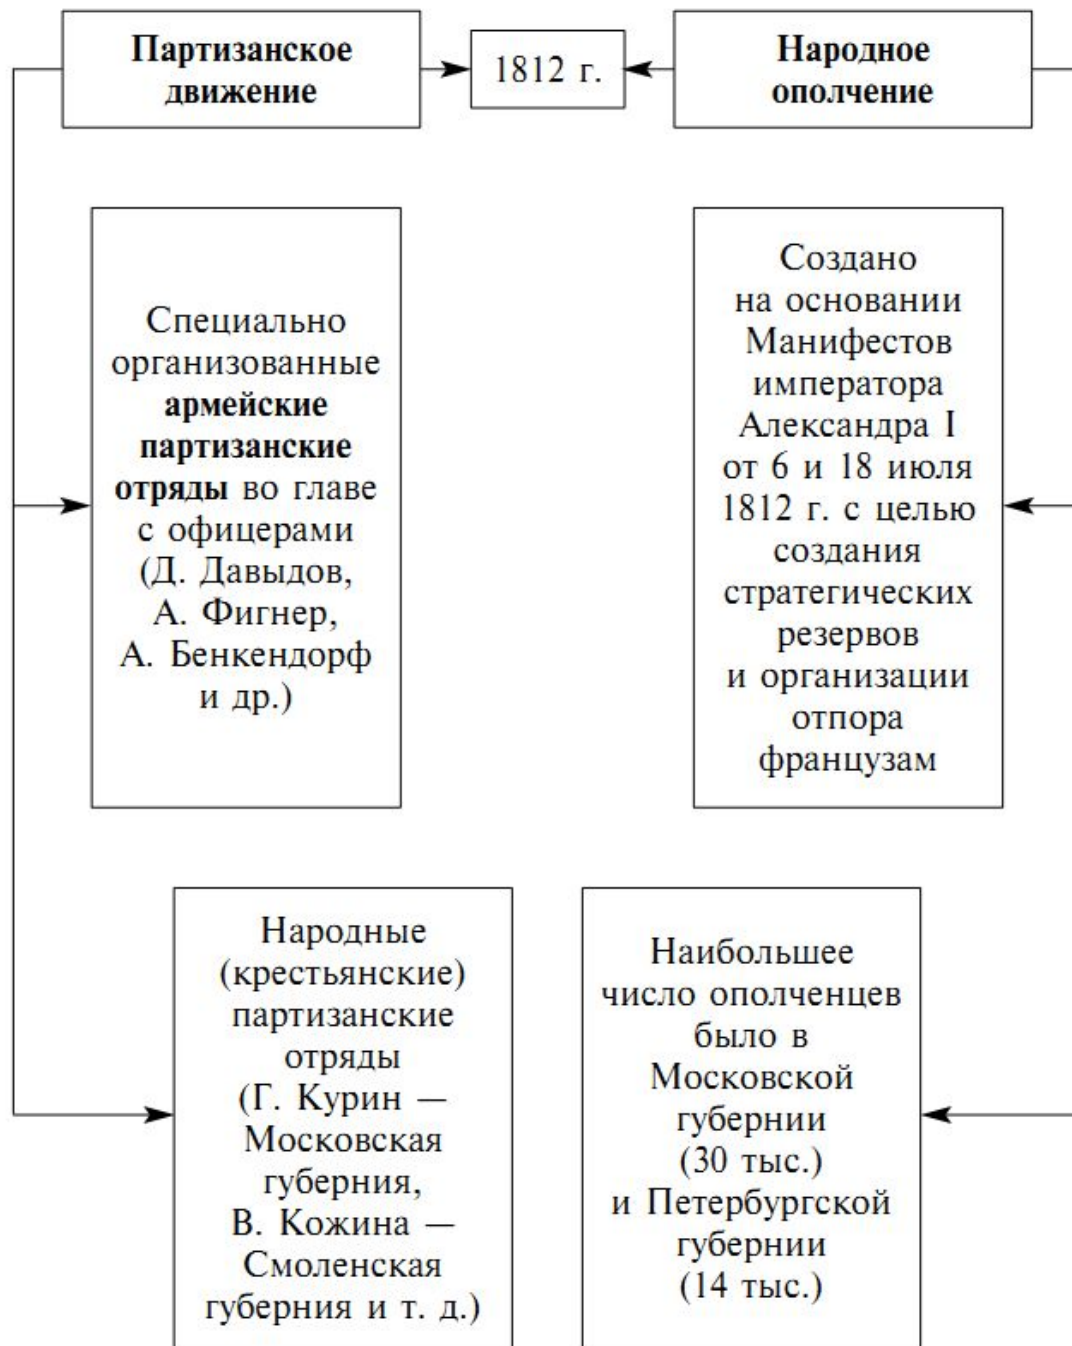 Партизанское
движение
1812 г.
Народное
ополчение
Специально
организованные
армейские
партизанские
отряды во главе
с офицерами
(Д. Давыдов,
А. Фигнер,
А. Бенкендорф
и др.)
Создано
на основании
Манифестов
императора
Александра I
от 6 и 18 июля
1812 г. с целью
создания
стратегических
резервов
и организации
отпора
французам
Народные
(крестьянские)
партизанские
отряды
(Г. Курин —
Московская
губерния,
В. Кожина —
Смоленская
губерния и т. д.)
Наибольшее
число ополченцев
было в
Московской
губернии
(30 тыс.)
и Петербургской
губернии
(14 тыс.)